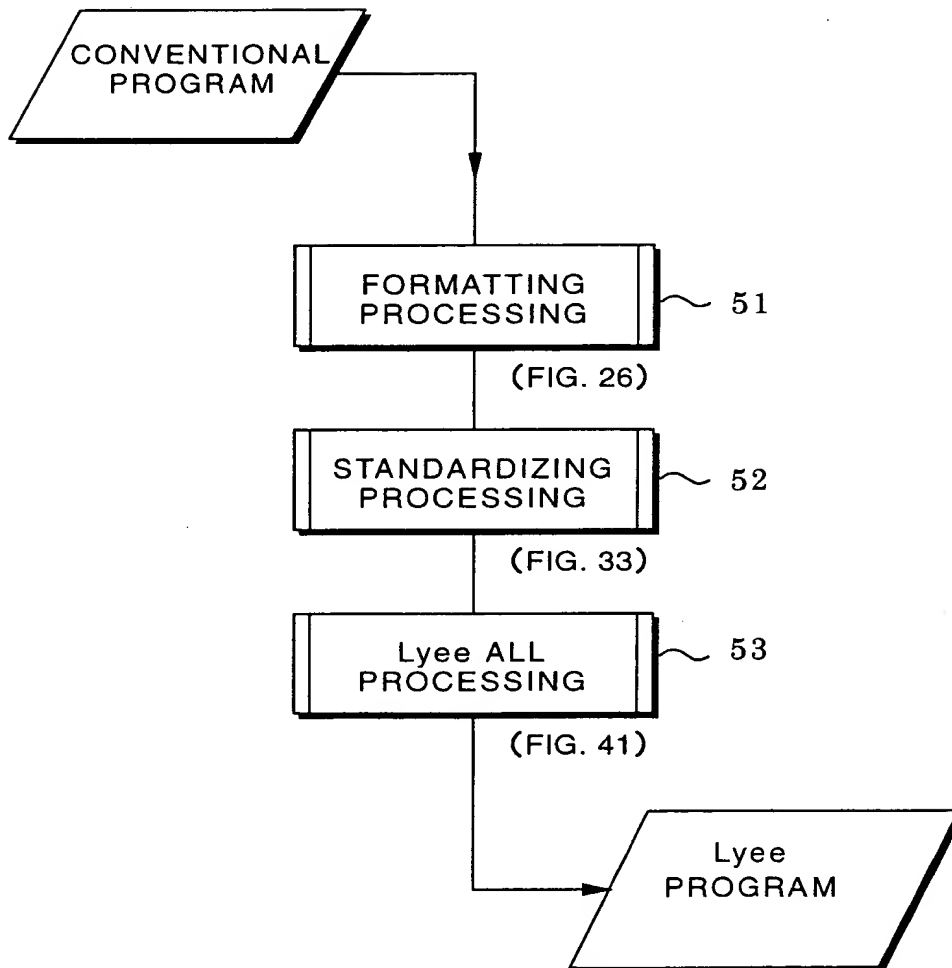 CONVENTIONAL
PROGRAM
FORMATTING
PROCESSING
51
(FIG. 26)
STANDARDIZING
PROCESSING
52
(FIG. 33)
Lyee ALL
PROCESSING
53
(FIG. 41)
Lyee
PROGRAM